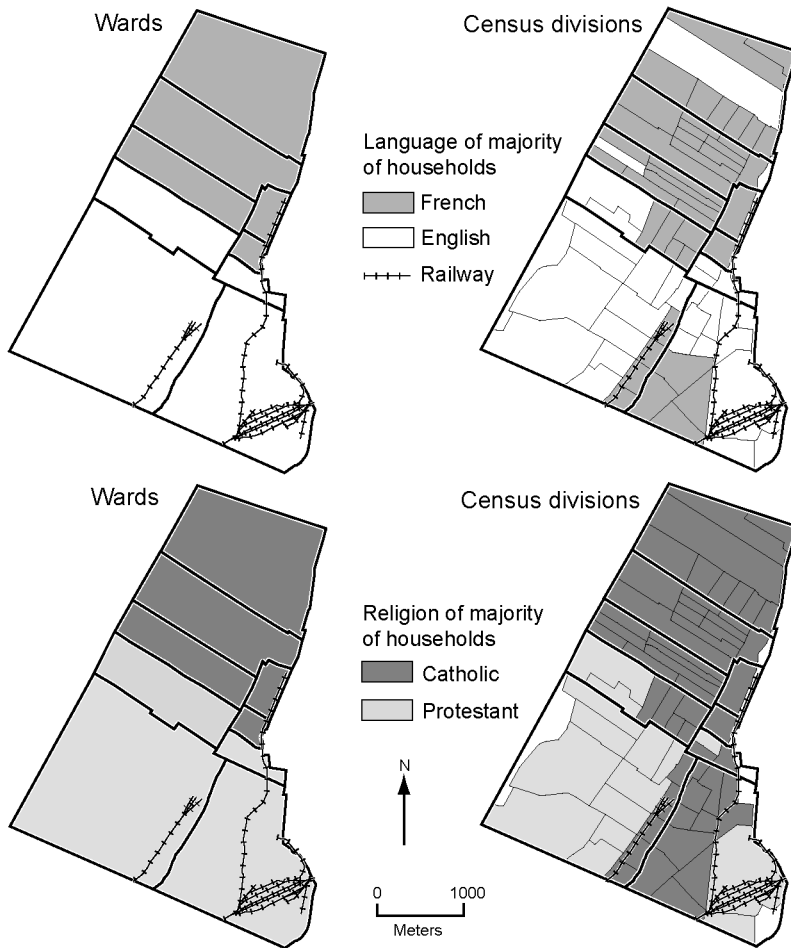 Wards
Census divisions
Language of majority
of households
French
English
Railway
Wards
Census divisions
Religion of majority
of households
Catholic
Protestant
N
0 1000
Meters